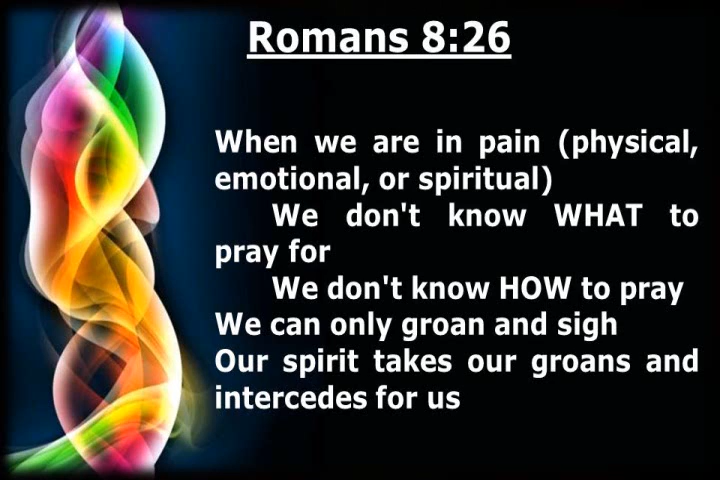 Romans 8:26
When we are in pain (physical,
emotional, or spiritual)
We don't know WHAT to
pray for
We don't know HOW to pray
We can only groan and sigh
Our spirit takes our groans and
intercedes for us